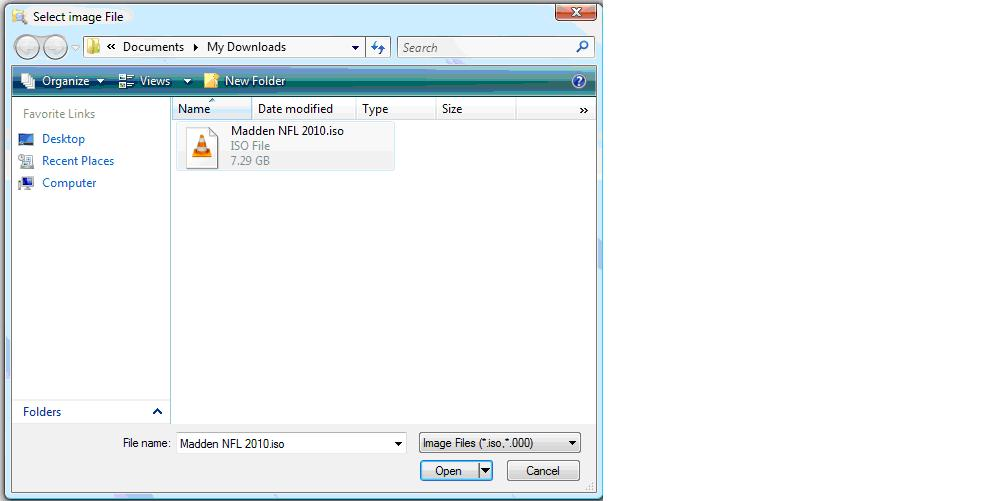 Select image File
« Documents My Downloads
Search
Organize Views New Folder
Favorite Links
Desktop
Recent Places
Computer
Name Date modified Type Size »
Madden NFL 2010.iso
ISO File
7.29 GB
Folders
File name: Madden NFL 2010.iso Image Files (*.iso,*.000)
Open Cancel